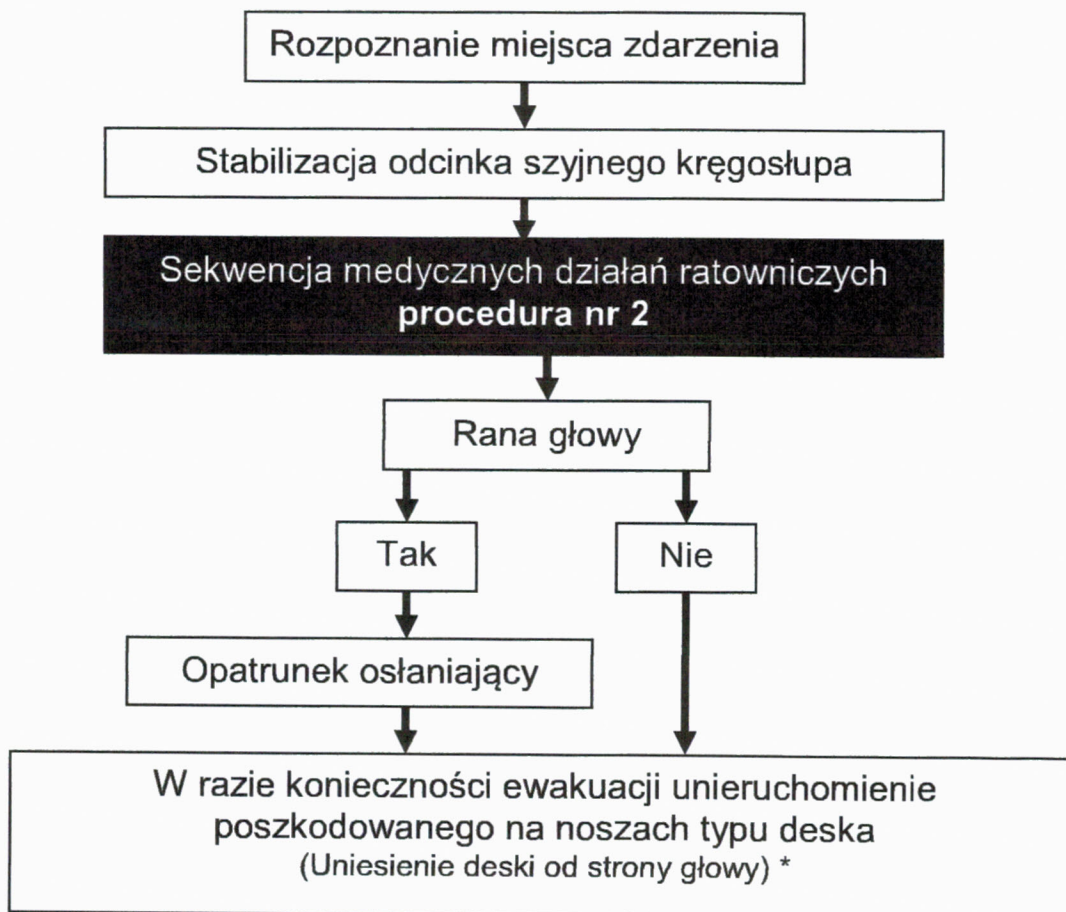 Rozpoznanie miejsca zdarzenia
Stabilizacja odcinka szyjnego kręgosłupa
Sekwencja medycznych działań ratowniczych
procedura nr 2
Rana głowy
Tak
Nie
Opatrunek osłaniający
W razie konieczności ewakuacji unieruchomienie
poszkodowanego na noszach typu deska
(Uniesienie deski od strony głowy) *